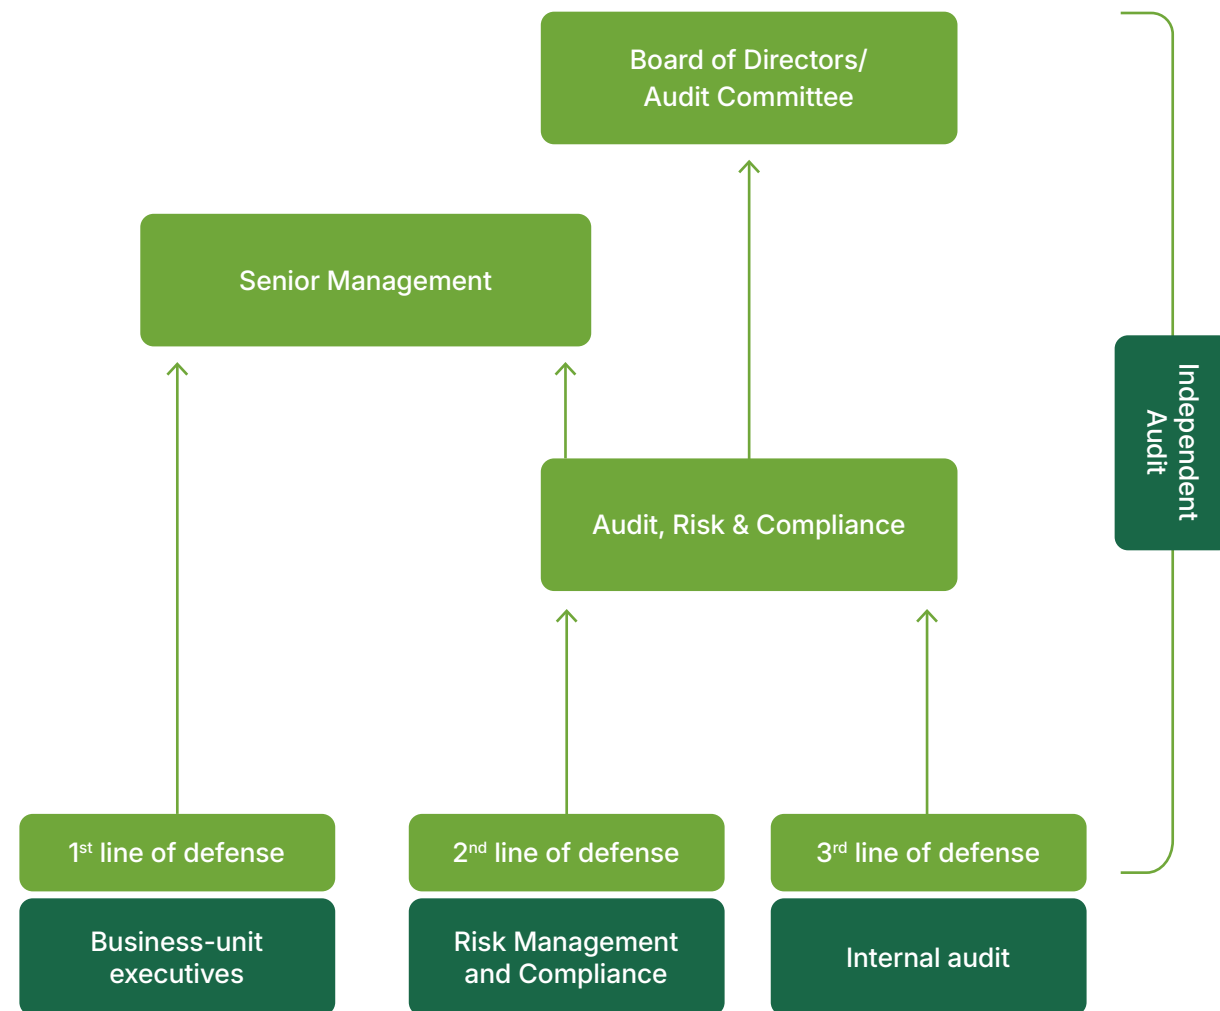 Board of Directors/
Audit Committee
Senior Management
Independent
Audit
Audit, Risk & Compliance
1st line of defense
2nd line of defense
3rd line of defense
Business-unit
executives
Risk Management
and Compliance
Internal audit